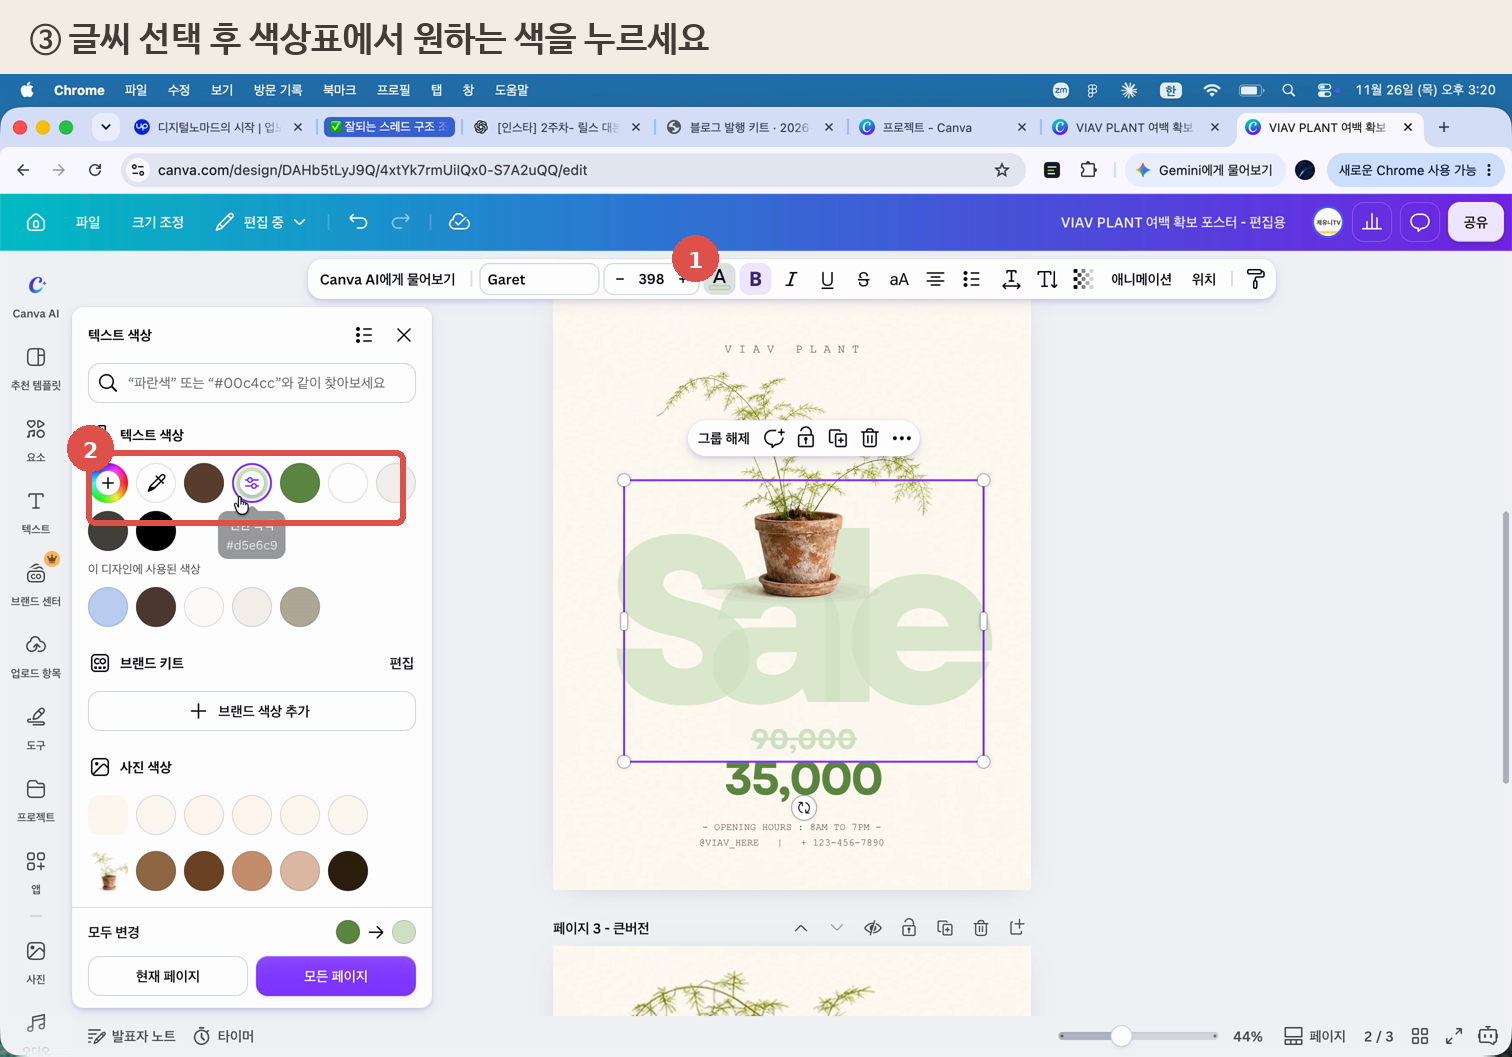 ③ 글씨 선택 후 색상표에서 원하는 색을 누르세요
Chrome 파일 수정 보기 방문 기록 북마크 프로필 탭 창 도움말
zm 한 11월 26일 (목) 오후 3:20
up 디지털노마드의 시작 | 업
✅ 잘되는 스레드 구조 조
[인스타] 2주차- 릴스 대
블로그 발행 키트 · 2026
프로젝트 - Canva
VIAV PLANT 여백 확보
VIAV PLANT 여백 확보
canva.com/design/DAHb5tLyJ9Q/4xtYk7rmUilQx0-S7A2uQQ/edit
Gemini에게 물어보기
새로운 Chrome 사용 가능
파일 크기 조정 편집 중
VIAV PLANT 여백 확보 포스터 - 편집용
공유
1
Canva AI에게 물어보기 Garet − 398 + A B I U S aA 애니메이션 위치
Canva AI
추천 템플릿
요소
텍스트
브랜드 센터
업로드 항목
도구
프로젝트
앱
사진
텍스트 색상
“파란색” 또는 “#00c4cc”와 같이 찾아보세요
2
텍스트 색상
#d5e6c9
이 디자인에 사용된 색상
브랜드 키트 편집
브랜드 색상 추가
사진 색상
모두 변경
현재 페이지 모든 페이지
VIAV PLANT
그룹 해제
Sale
90,000
35,000
- OPENING HOURS : 8AM TO 7PM -
@VIAV_HERE | + 123-456-7890
페이지 3 - 큰버전
발표자 노트 타이머
44% 페이지 2 / 3